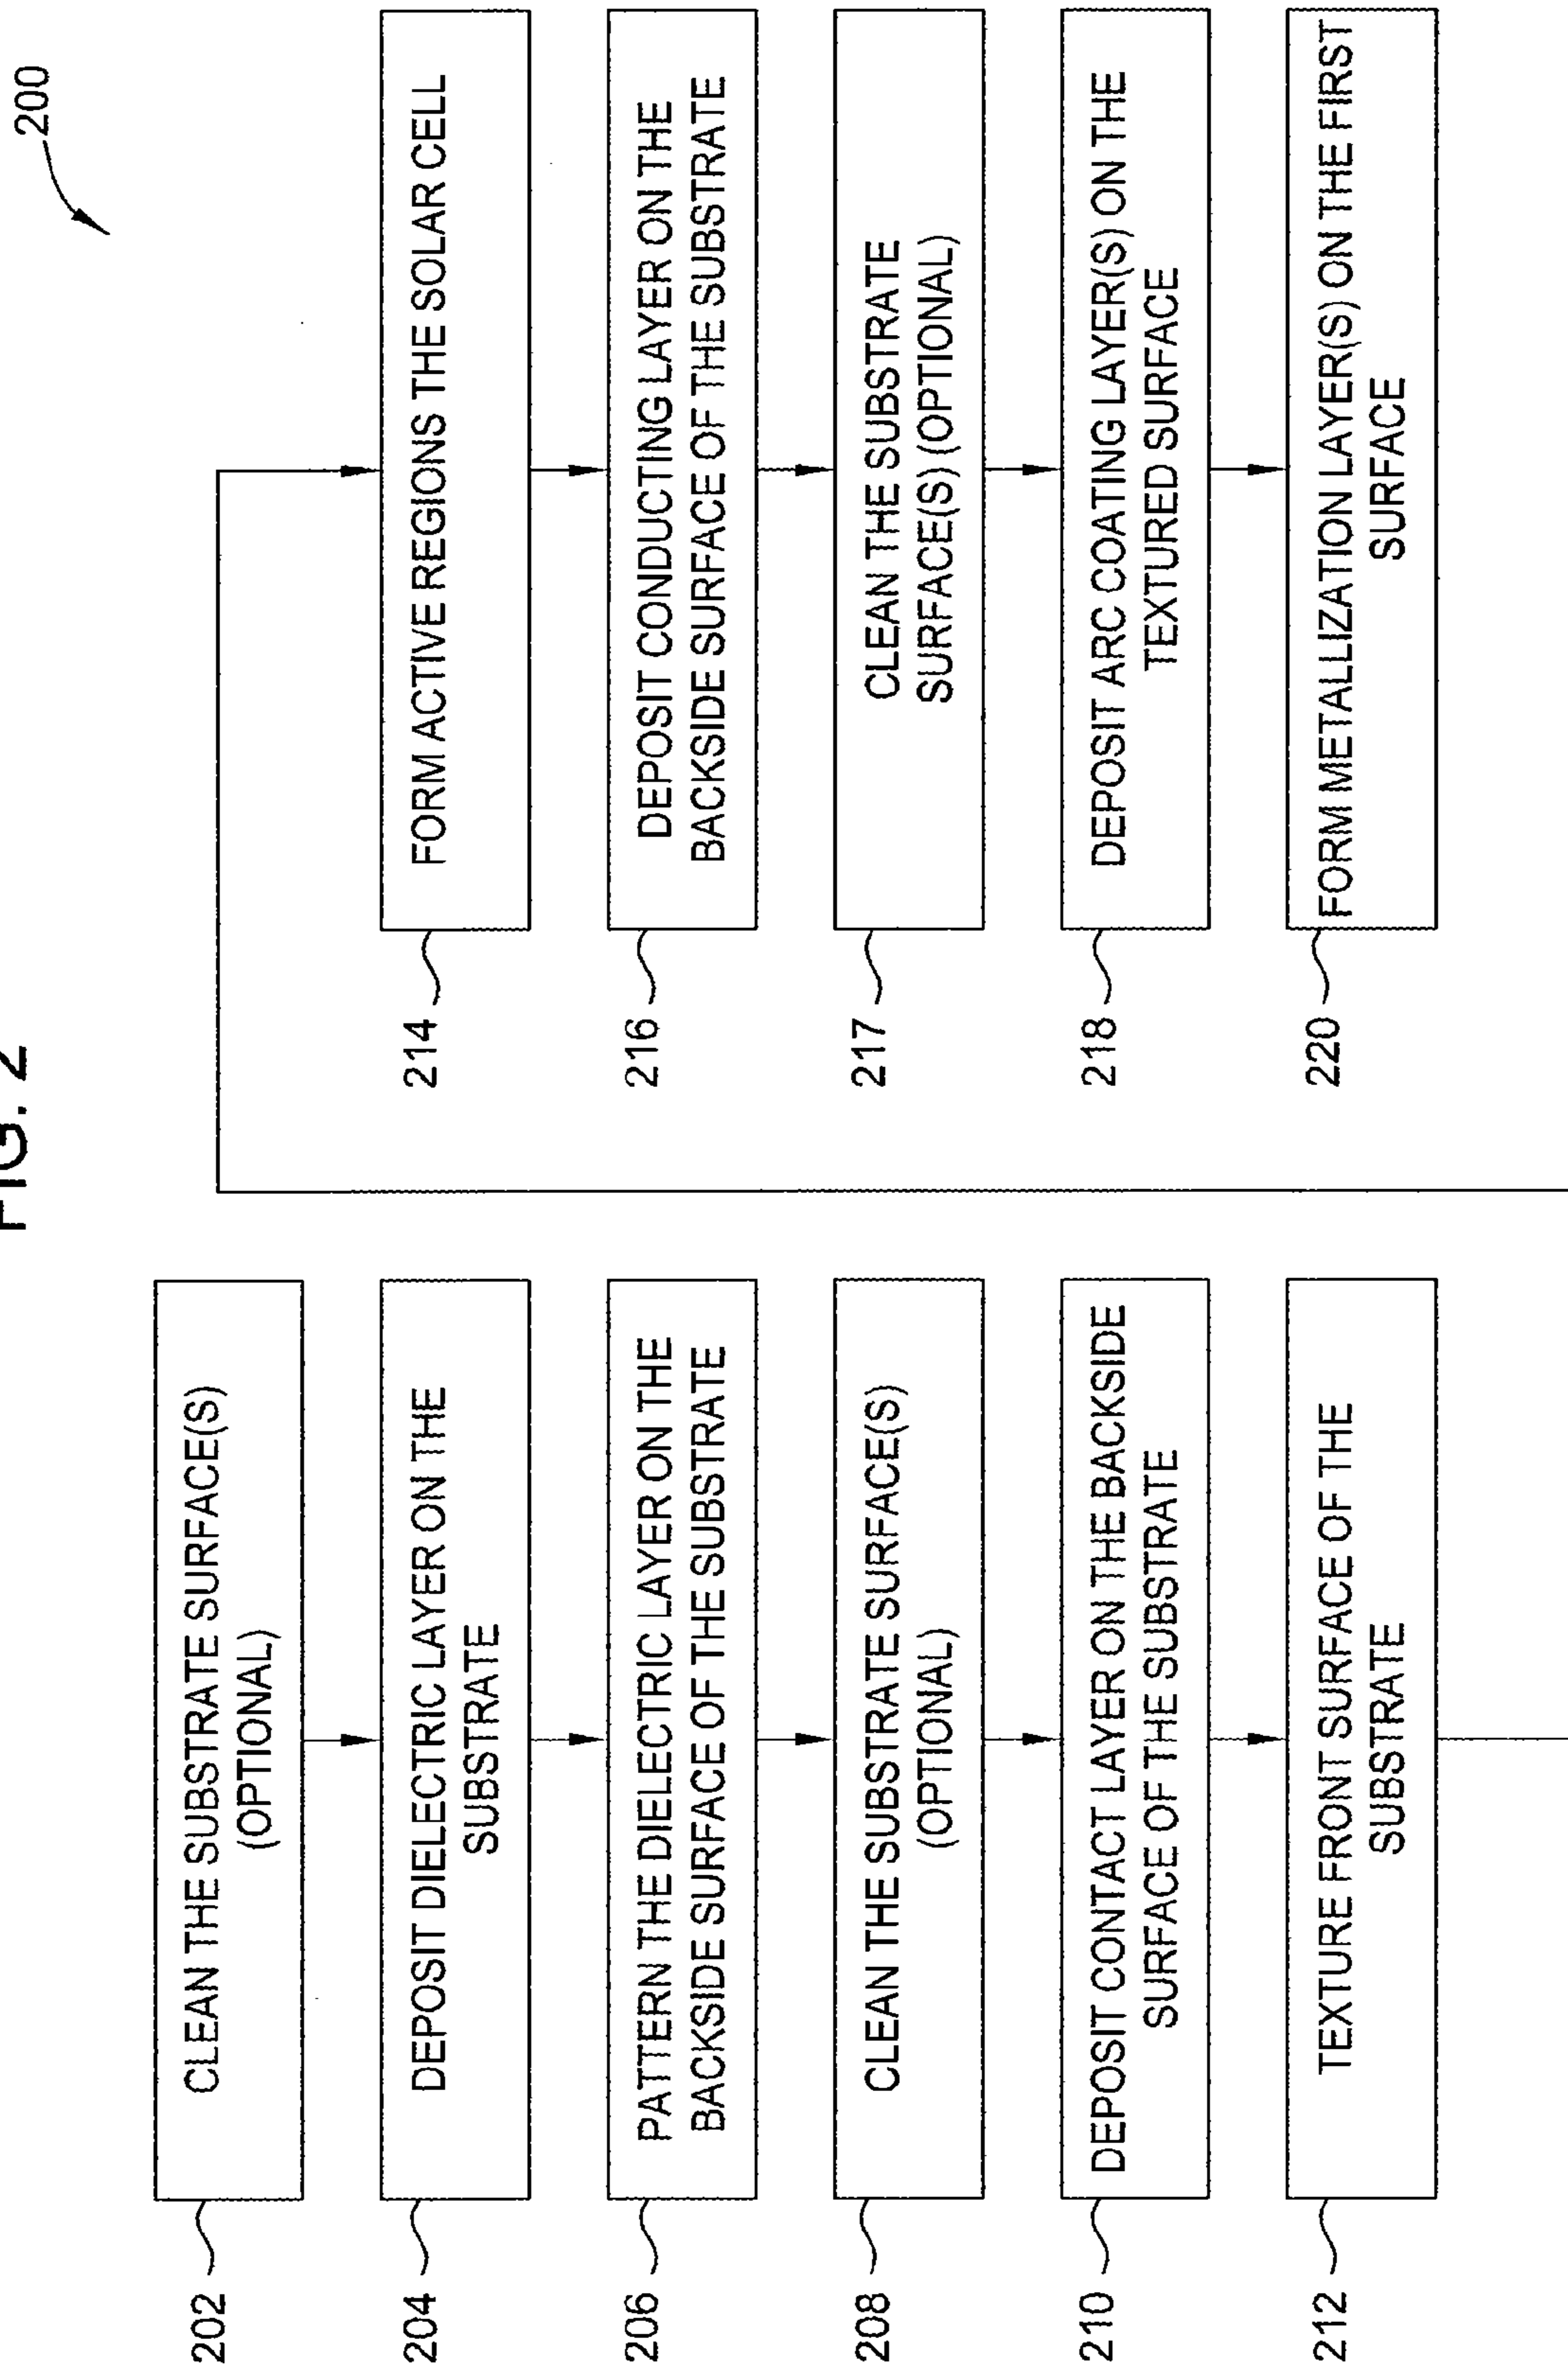 FIG. 2
200
202
CLEAN THE SUBSTRATE SURFACE(S)
(OPTIONAL)
204
DEPOSIT DIELECTRIC LAYER ON THE
SUBSTRATE
206
PATTERN THE DIELECTRIC LAYER ON THE
BACKSIDE SURFACE OF THE SUBSTRATE
208
CLEAN THE SUBSTRATE SURFACE(S)
(OPTIONAL)
210
DEPOSIT CONTACT LAYER ON THE BACKSIDE
SURFACE OF THE SUBSTRATE
212
TEXTURE FRONT SURFACE OF THE
SUBSTRATE
214
FORM ACTIVE REGIONS THE SOLAR CELL
216
DEPOSIT CONDUCTING LAYER ON THE
BACKSIDE SURFACE OF THE SUBSTRATE
217
CLEAN THE SUBSTRATE
SURFACE(S) (OPTIONAL)
218
DEPOSIT ARC COATING LAYER(S) ON THE
TEXTURED SURFACE
220
FORM METALLIZATION LAYER(S) ON THE FIRST
SURFACE